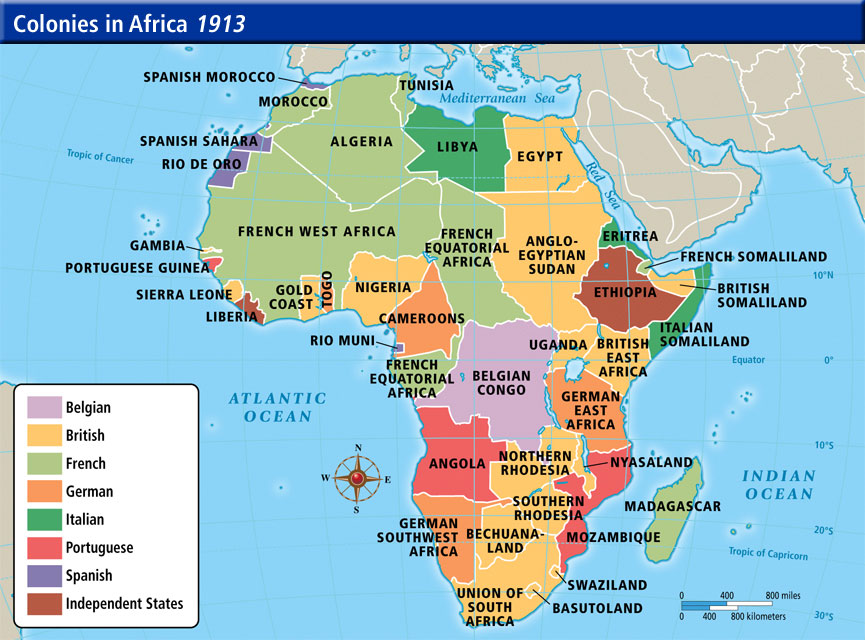 Colonies in Africa 1913
SPANISH MOROCCO
MOROCCO
TUNISIA
Mediterranean Sea
SPANISH SAHARA
ALGERIA
LIBYA
EGYPT
Tropic of Cancer
RIO DE ORO
Red Sea
FRENCH WEST AFRICA
FRENCH
EQUATORIAL
AFRICA
ANGLO-
EGYPTIAN
SUDAN
ERITREA
GAMBIA
FRENCH SOMALILAND
PORTUGUESE GUINEA
10°N
SIERRA LEONE
GOLD
COAST
TOGO
NIGERIA
ETHIOPIA
BRITISH
SOMALILAND
LIBERIA
CAMEROONS
ITALIAN
SOMALILAND
RIO MUNI
UGANDA
BRITISH
EAST
AFRICA
Equator
0°
FRENCH
EQUATORIAL
AFRICA
BELGIAN
CONGO
ATLANTIC
OCEAN
GERMAN
EAST
AFRICA
Belgian
British
French
German
Italian
Portuguese
Spanish
Independent States
10°S
N
W
E
S
ANGOLA
NORTHERN
RHODESIA
NYASALAND
INDIAN
OCEAN
SOUTHERN
RHODESIA
MADAGASCAR
GERMAN
SOUTHWEST
AFRICA
BECHUANA-
LAND
MOZAMBIQUE
20°S
Tropic of Capricorn
SWAZILAND
UNION OF
SOUTH
AFRICA
BASUTOLAND
0 400 800 miles
0 400 800 kilometers
30°S